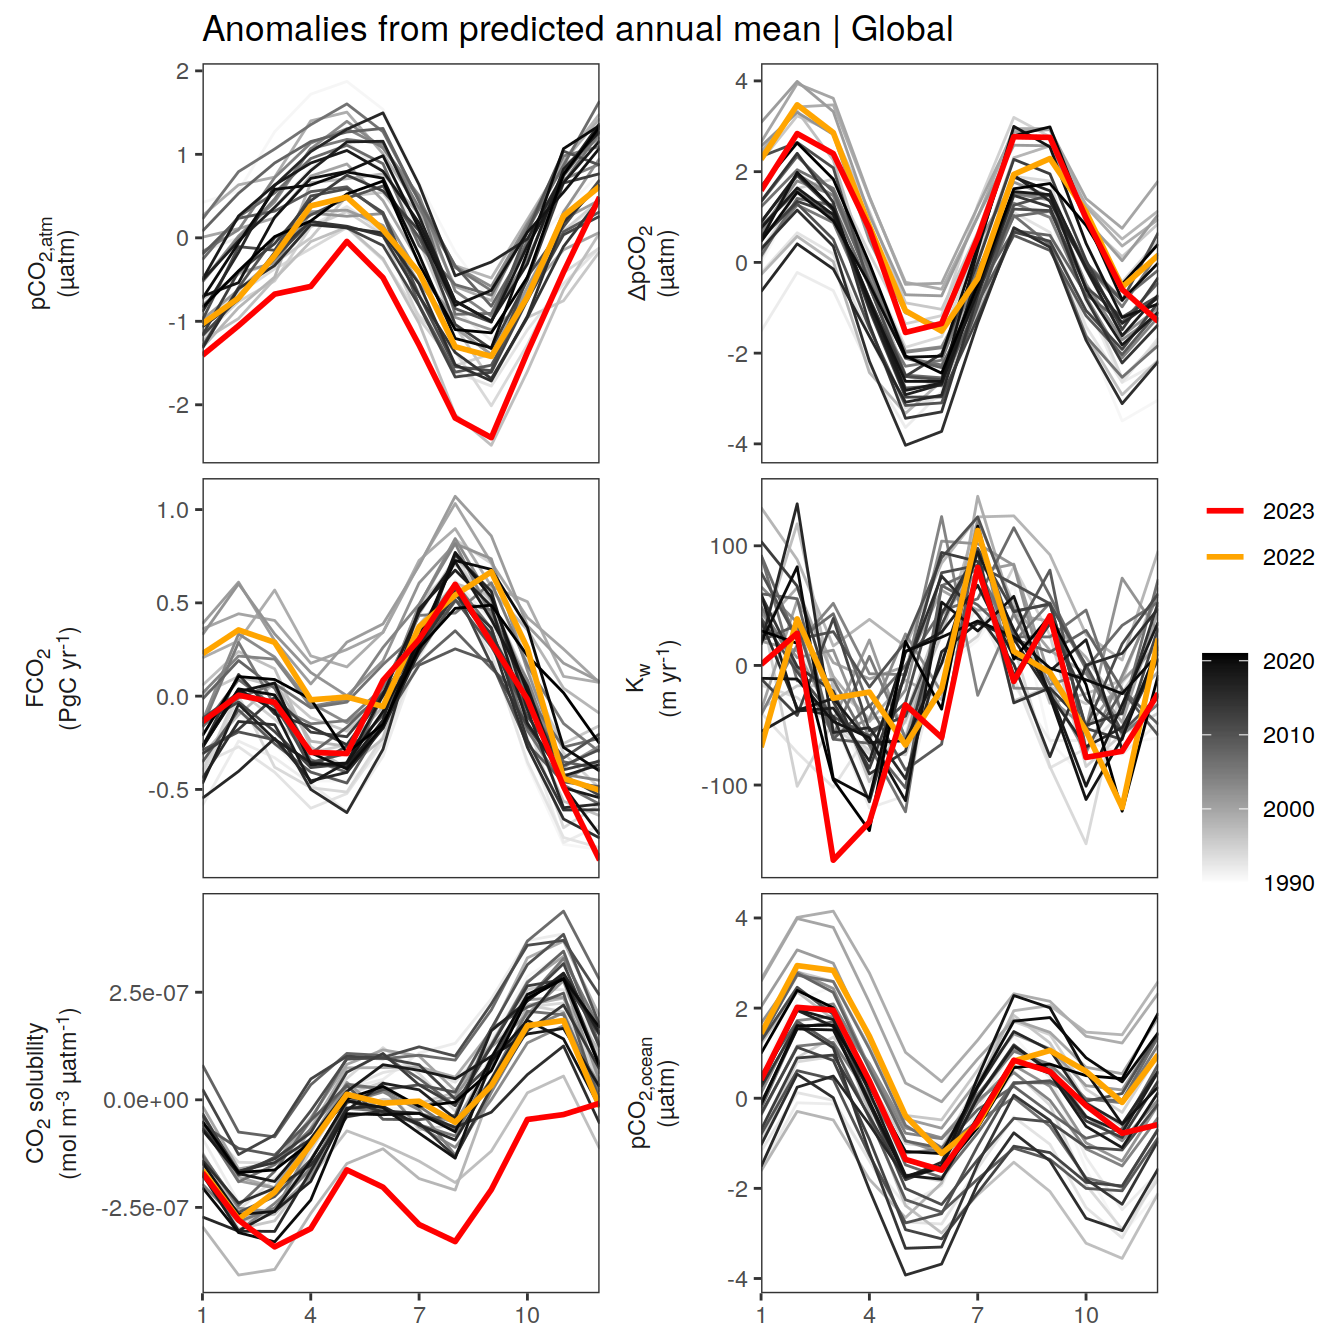 Anomalies from predicted annual mean | Global
pCO2,atm
(µatm)
2
1
0
-1
-2
ΔpCO2
(µatm)
4
2
0
-2
-4
FCO2
(PgC yr-1)
1.0
0.5
0.0
-0.5
Kw
(m yr-1)
100
0
-100
2023
2022
2020
2010
2000
1990
CO2 solubility
(mol m-3 µatm-1)
2.5e-07
0.0e+00
-2.5e-07
1
4
7
10
pCO2,ocean
(µatm)
4
2
0
-2
-4
1
4
7
10